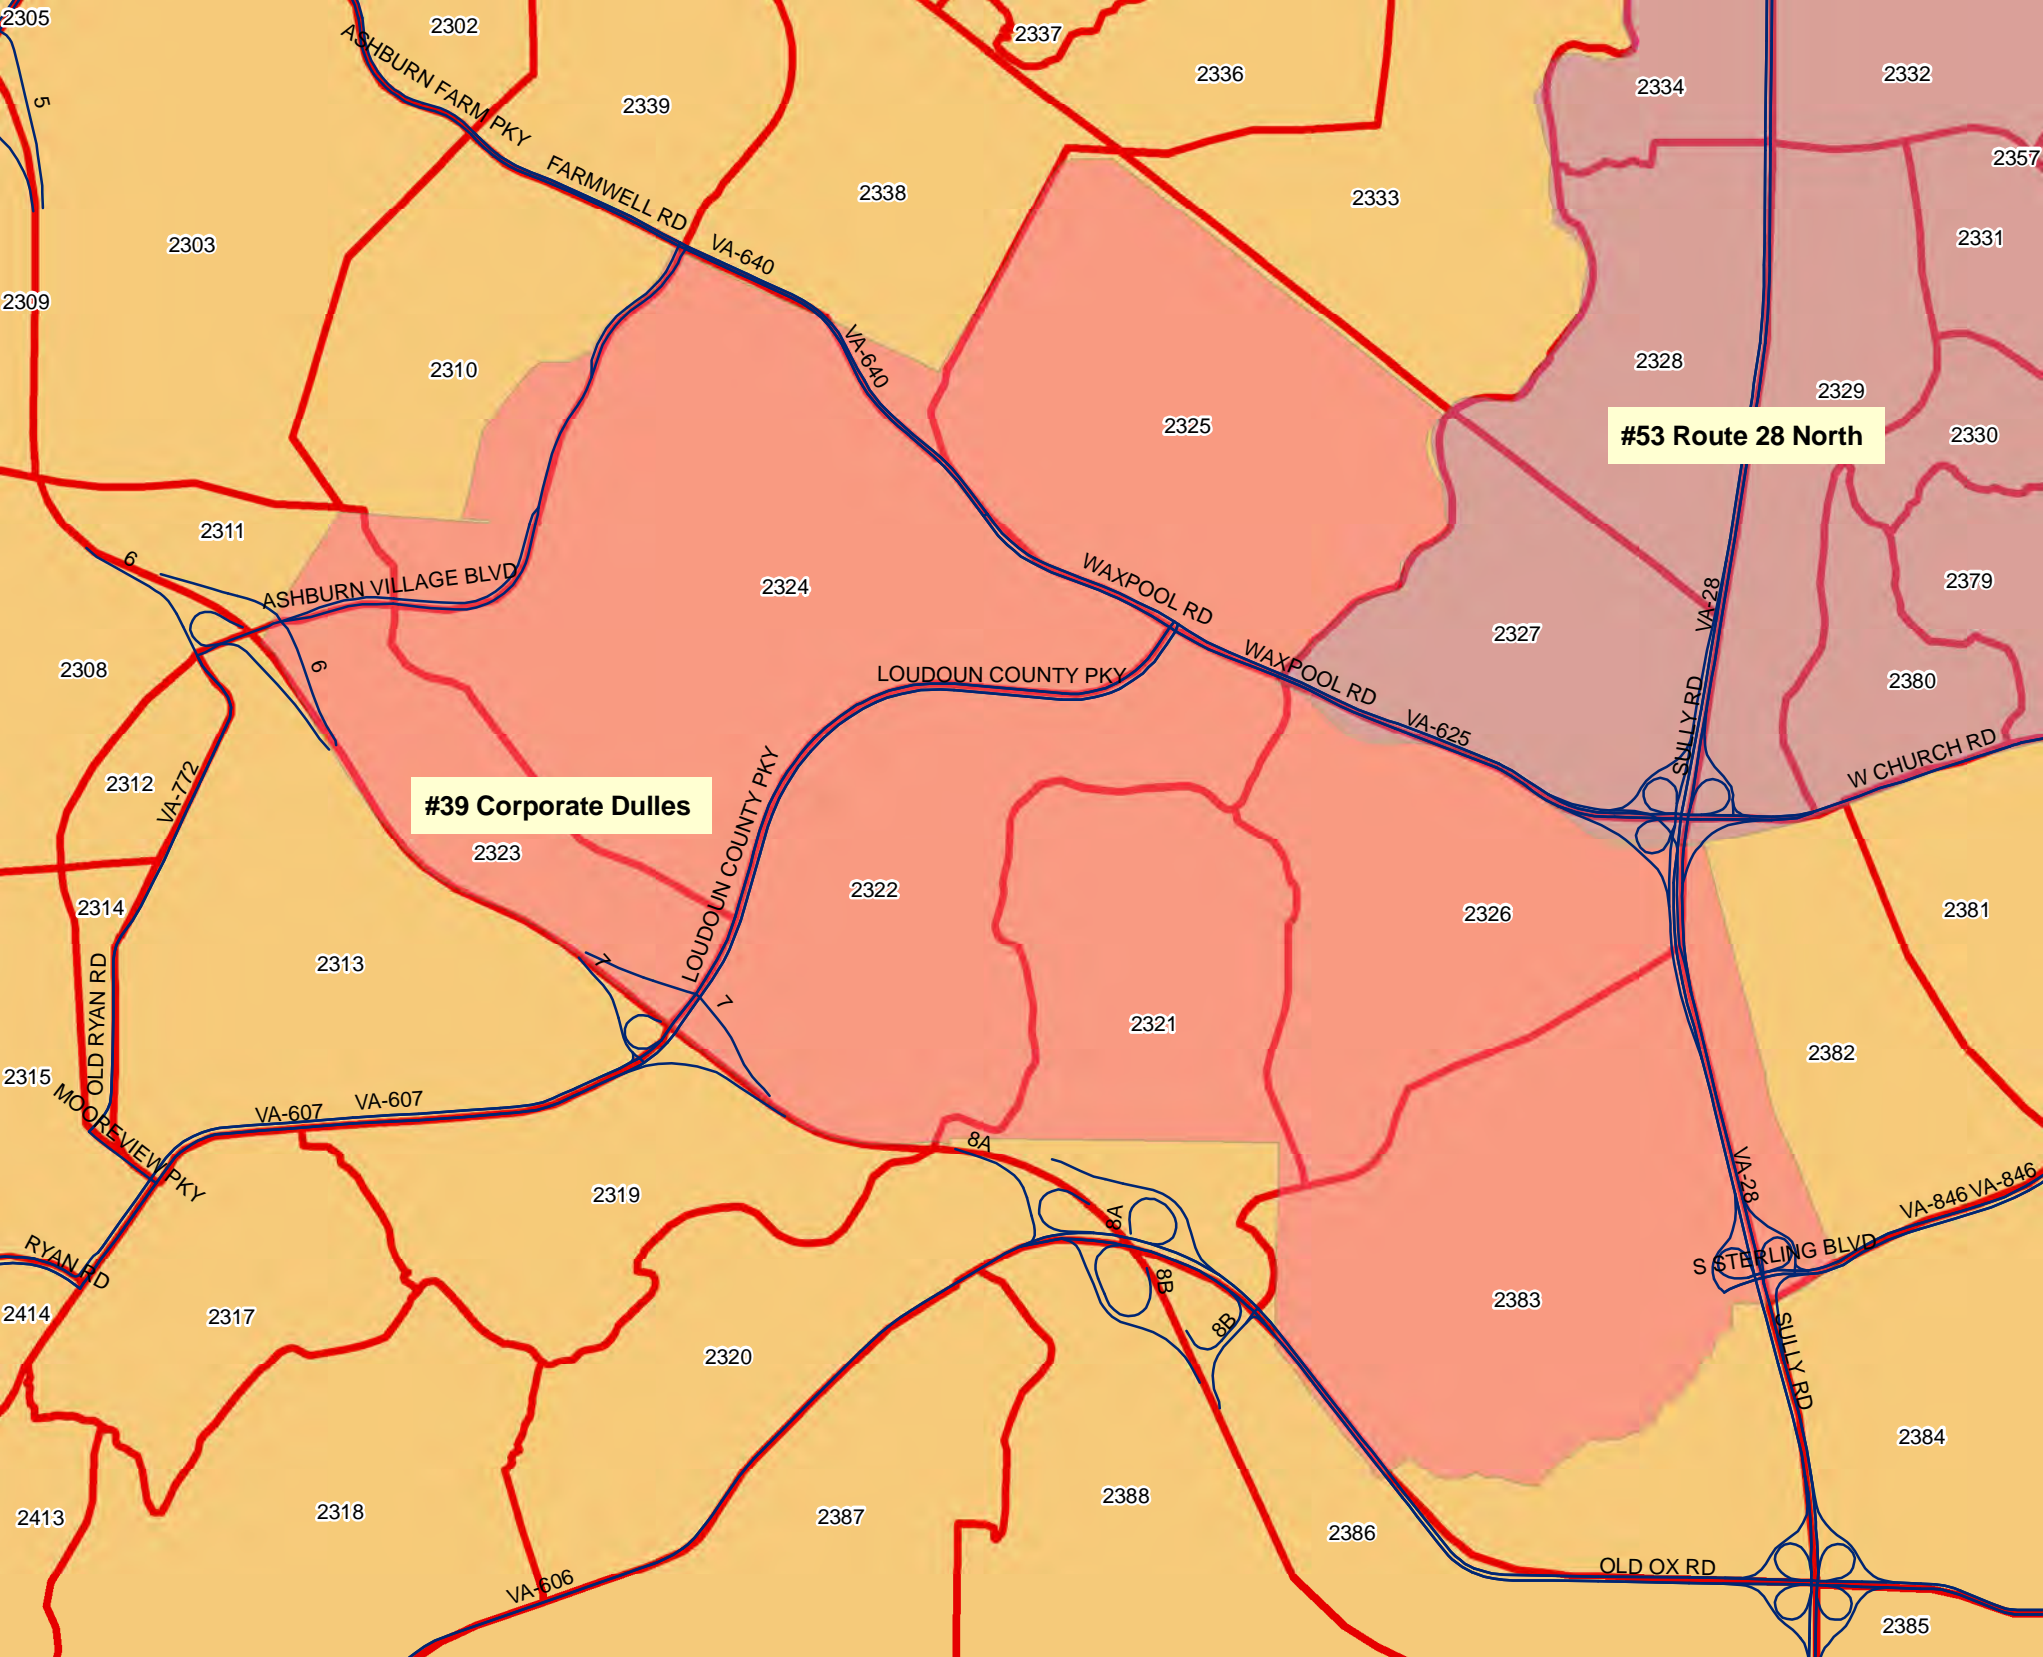 2305
2302
2337
2336
2332
2334
ASHBURN FARM PKY
5
2339
2357
FARMWELL RD
2338
2333
2303
VA-640
2331
2309
VA-640
2310
2328
2329
2325
#53 Route 28 North
2330
2311
6
ASHBURN VILLAGE BLVD
2324
WAXPOOL RD
2379
VA-28
2327
6
2308
LOUDOUN COUNTY PKY
WAXPOOL RD
2380
SULLY RD
VA-625
W CHURCH RD
2312
VA-772
#39 Corporate Dulles
LOUDOUN COUNTY PKY
2323
2322
2314
2326
2381
2313
7
7
OLD RYAN RD
2321
2382
2315
MOOREVIEW PKY
VA-607
VA-607
8A
VA-28
2319
VA-846
VA-846
8A
RYAN RD
S STERLING BLVD
8B
2383
2414
2317
8B
SULLY RD
2320
2384
2388
2413
2318
2387
2386
OLD OX RD
VA-606
2385